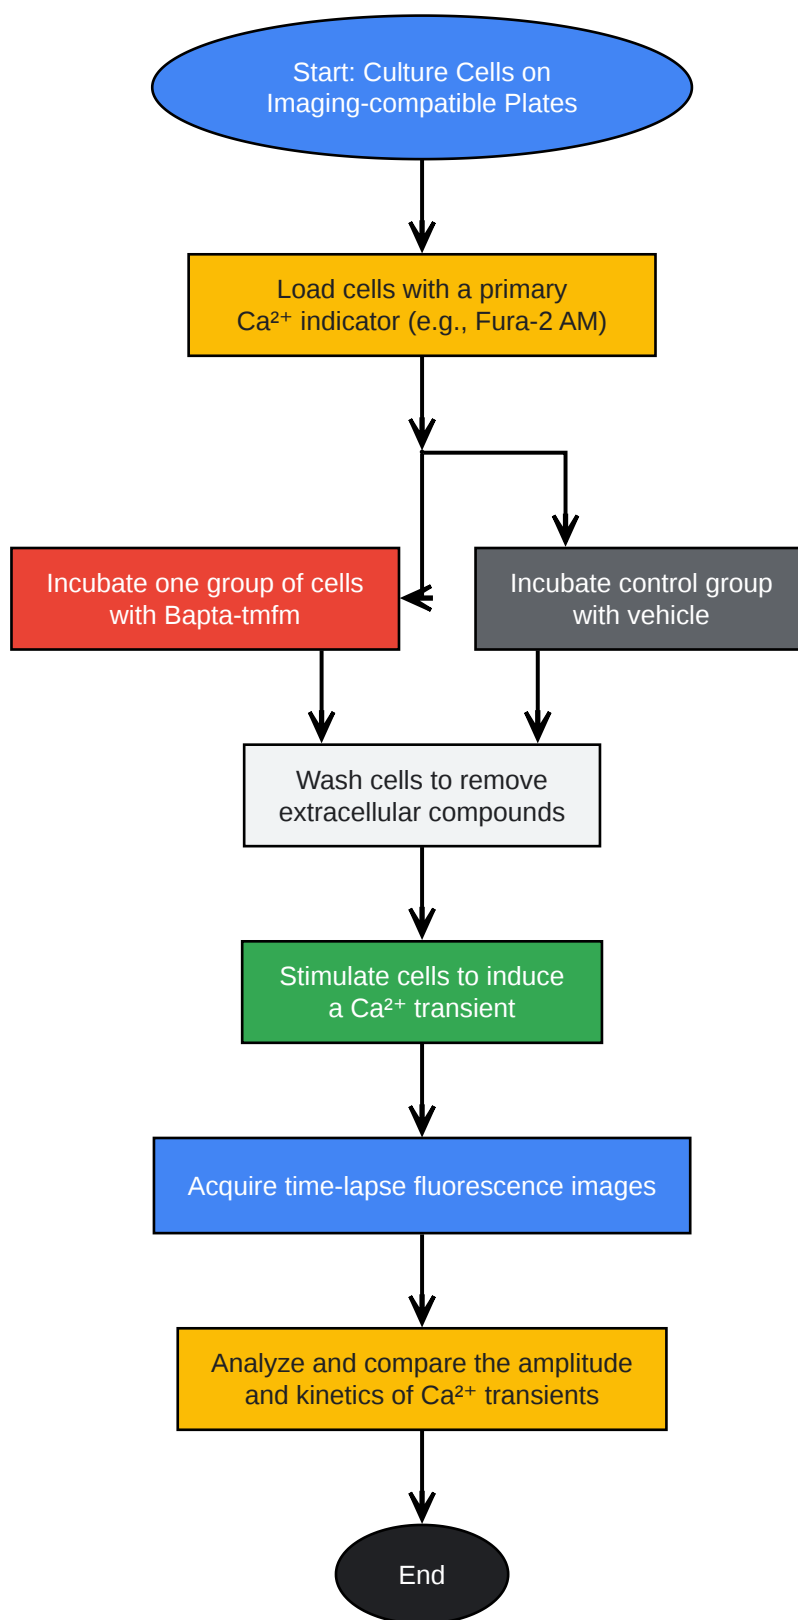 Start: Culture Cells on
Imaging-compatible Plates
Load cells with a primary
Ca²⁺ indicator (e.g., Fura-2 AM)
Incubate one group of cells
with Bapta-tmfm
Incubate control group
with vehicle
Wash cells to remove
extracellular compounds
Stimulate cells to induce
a Ca²⁺ transient
Acquire time-lapse fluorescence images
Analyze and compare the amplitude
and kinetics of Ca²⁺ transients
End